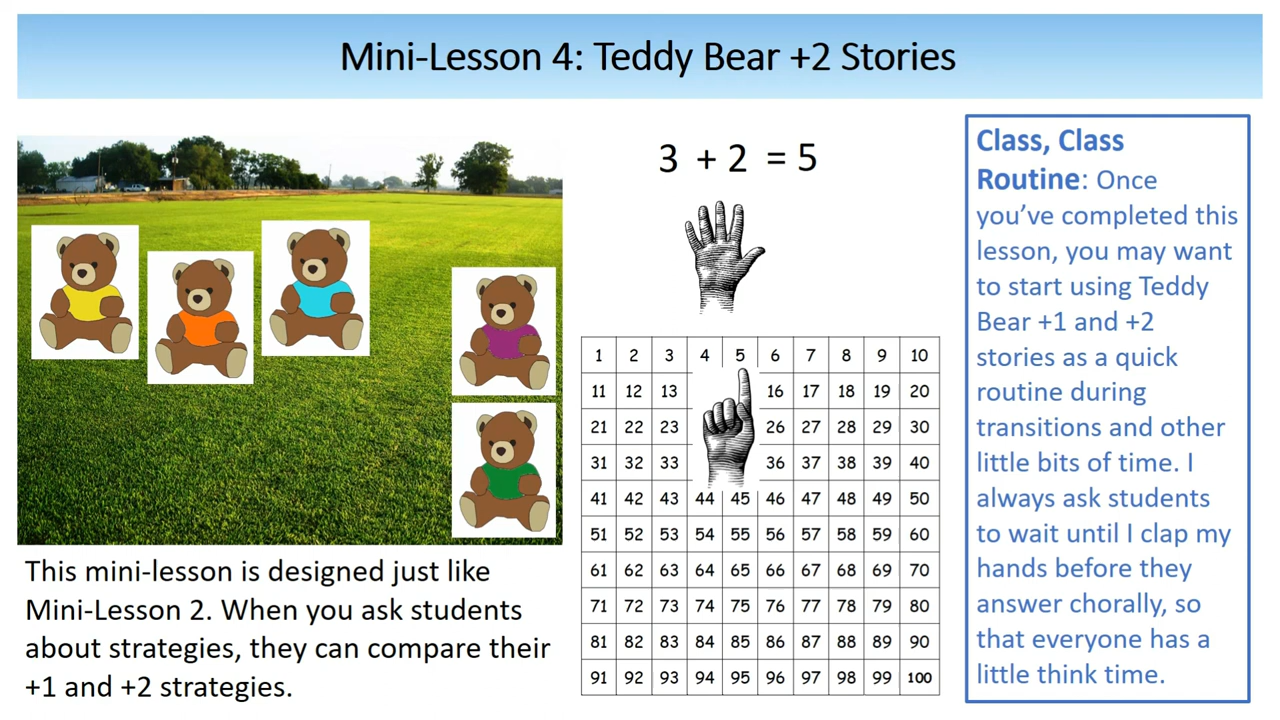 Mini-Lesson 4: Teddy Bear +2 Stories
3 + 2 = 5
1 2 3 4 5 6 7 8 9 10
11 12 13 16 17 18 19 20
21 22 23 26 27 28 29 30
31 32 33 36 37 38 39 40
41 42 43 44 45 46 47 48 49 50
51 52 53 54 55 56 57 58 59 60
61 62 63 64 65 66 67 68 69 70
71 72 73 74 75 76 77 78 79 80
81 82 83 84 85 86 87 88 89 90
91 92 93 94 95 96 97 98 99 100
This mini-lesson is designed just like
Mini-Lesson 2. When you ask students
about strategies, they can compare their
+1 and +2 strategies.
Class, Class
Routine: Once
you’ve completed this
lesson, you may want
to start using Teddy
Bear +1 and +2
stories as a quick
routine during
transitions and other
little bits of time. I
always ask students
to wait until I clap my
hands before they
answer chorally, so
that everyone has a
little think time.